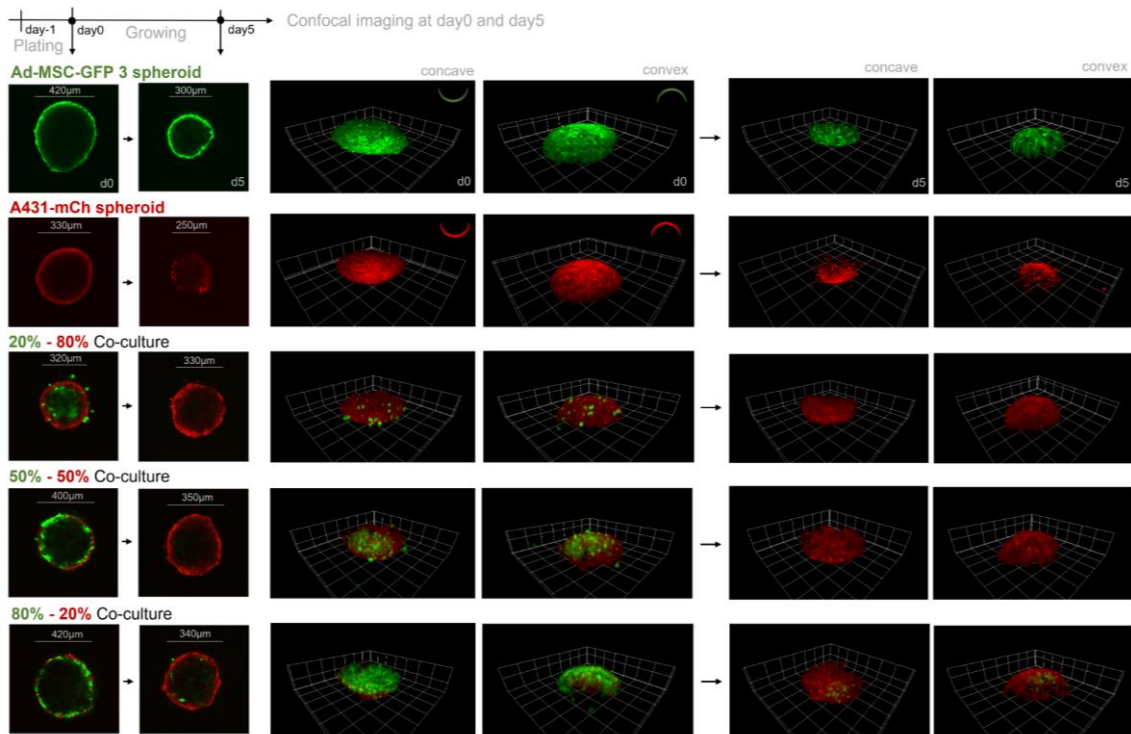 day-1 day0 day5 Confocal imaging at day0 and day5
Plating Growing
Ad-MSC-GFP 3 spheroid concave convex concave convex
420µm 300µm
d0 d5 d0 d0 d5 d5
A431-mCh spheroid
330µm 250µm
20% - 80% Co-culture
320µm 330µm
50% - 50% Co-culture
400µm 350µm
80% - 20% Co-culture
420µm 340µm